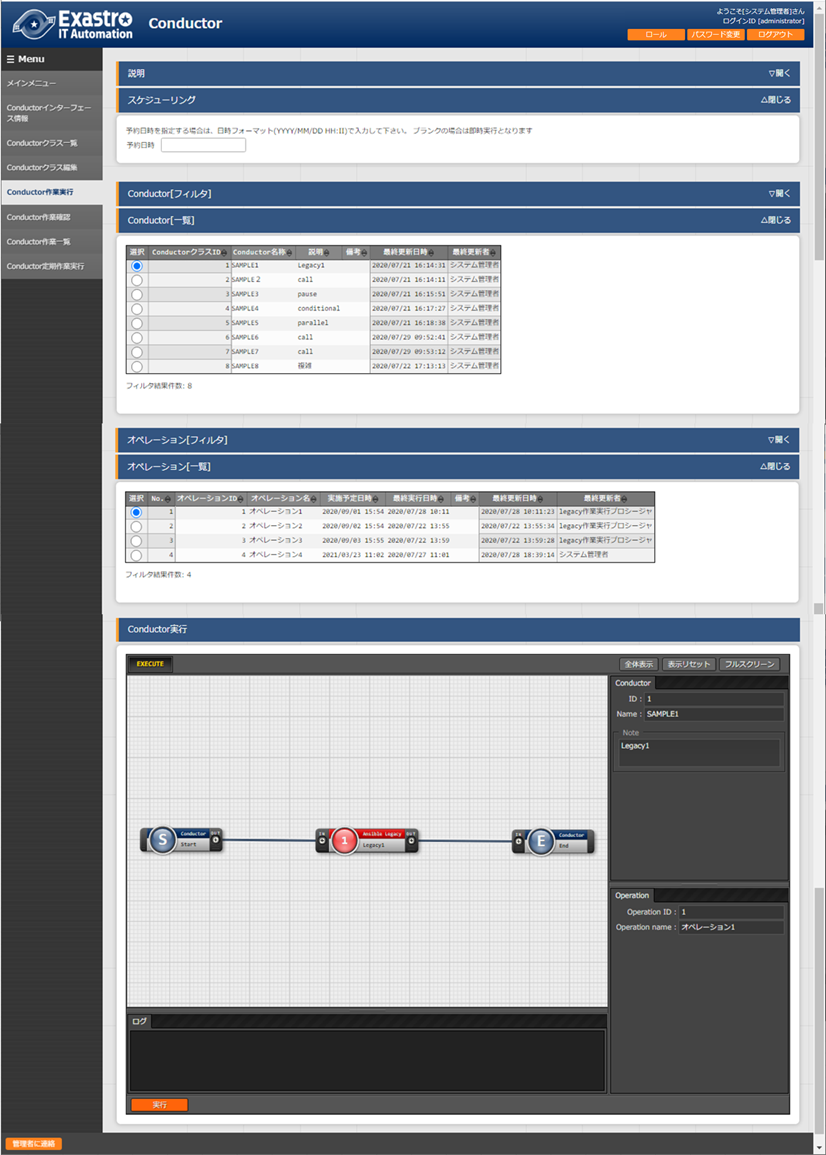 Exastro
IT Automation
Conductor
ようこそ[システム管理者]さん
ログインID [administrator]
ロール
パスワード変更
ログアウト
☰ Menu
メインメニュー
Conductorインターフェース情報
Conductorクラス一覧
Conductorクラス編集
Conductor作業実行
Conductor作業確認
Conductor作業一覧
Conductor定期作業実行
説明
▽開く
スケジューリング
△閉じる
予約日時を指定する場合は、日時フォーマット(YYYY/MM/DD HH:II)で入力して下さい。 ブランクの場合は即時実行となります
予約日時
Conductor[フィルタ]
▽開く
Conductor[一覧]
△閉じる
選択 ConductorクラスID Conductor名称 説明 備考 最終更新日時 最終更新者
1 SAMPLE1 Legacy1 2020/07/21 16:14:31 システム管理者
2 SAMPLE２ call 2020/07/21 16:14:11 システム管理者
3 SAMPLE3 pause 2020/07/21 16:15:51 システム管理者
4 SAMPLE4 conditional 2020/07/21 16:17:27 システム管理者
5 SAMPLE5 parallel 2020/07/21 16:18:38 システム管理者
6 SAMPLE6 call 2020/07/29 09:52:41 システム管理者
7 SAMPLE7 call 2020/07/29 09:53:12 システム管理者
8 SAMPLE8 複雑 2020/07/22 17:13:13 システム管理者
フィルタ結果件数: 8
オペレーション[フィルタ]
▽開く
オペレーション[一覧]
△閉じる
選択 No. オペレーションID オペレーション名 実施予定日時 最終実行日時 備考 最終更新日時 最終更新者
1 1 オペレーション1 2020/09/01 15:54 2020/07/28 10:11 2020/07/28 10:11:23 legacy作業実行プロシージャ
2 2 オペレーション2 2020/09/02 15:54 2020/07/22 13:55 2020/07/22 13:55:34 legacy作業実行プロシージャ
3 3 オペレーション3 2020/09/03 15:55 2020/07/22 13:59 2020/07/22 13:59:28 legacy作業実行プロシージャ
4 4 オペレーション4 2021/03/23 11:02 2020/07/27 11:01 2020/07/28 18:39:14 システム管理者
フィルタ結果件数: 4
Conductor実行
EXECUTE
全体表示
表示リセット
フルスクリーン
Conductor
ID : 1
Name : SAMPLE1
Note
Legacy1
S Conductor OUT
Start
IN 1 Ansible Legacy OUT
Legacy1
IN E Conductor
End
Operation
Operation ID : 1
Operation name : オペレーション1
ログ
実行
管理者に連絡